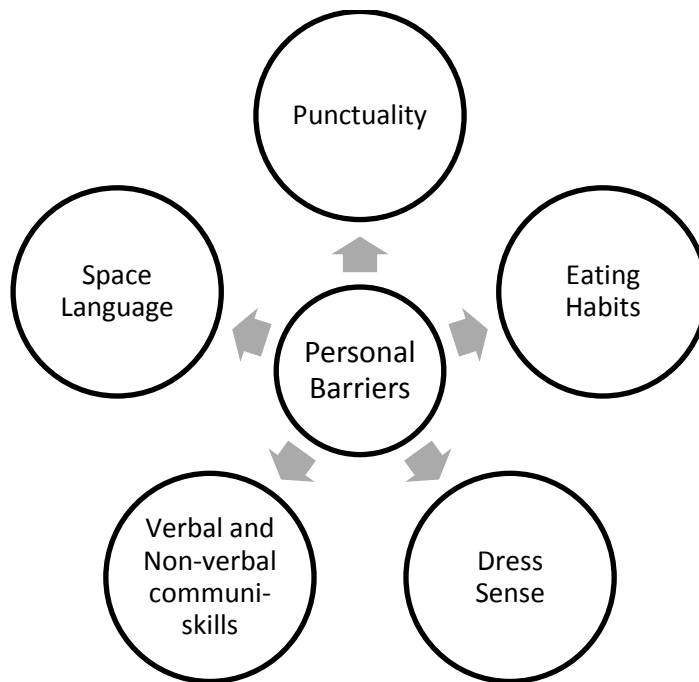 Punctuality
Space
Language
Eating
Habits
Personal
Barriers
Verbal and
Non-verbal
communi-
skills
Dress
Sense